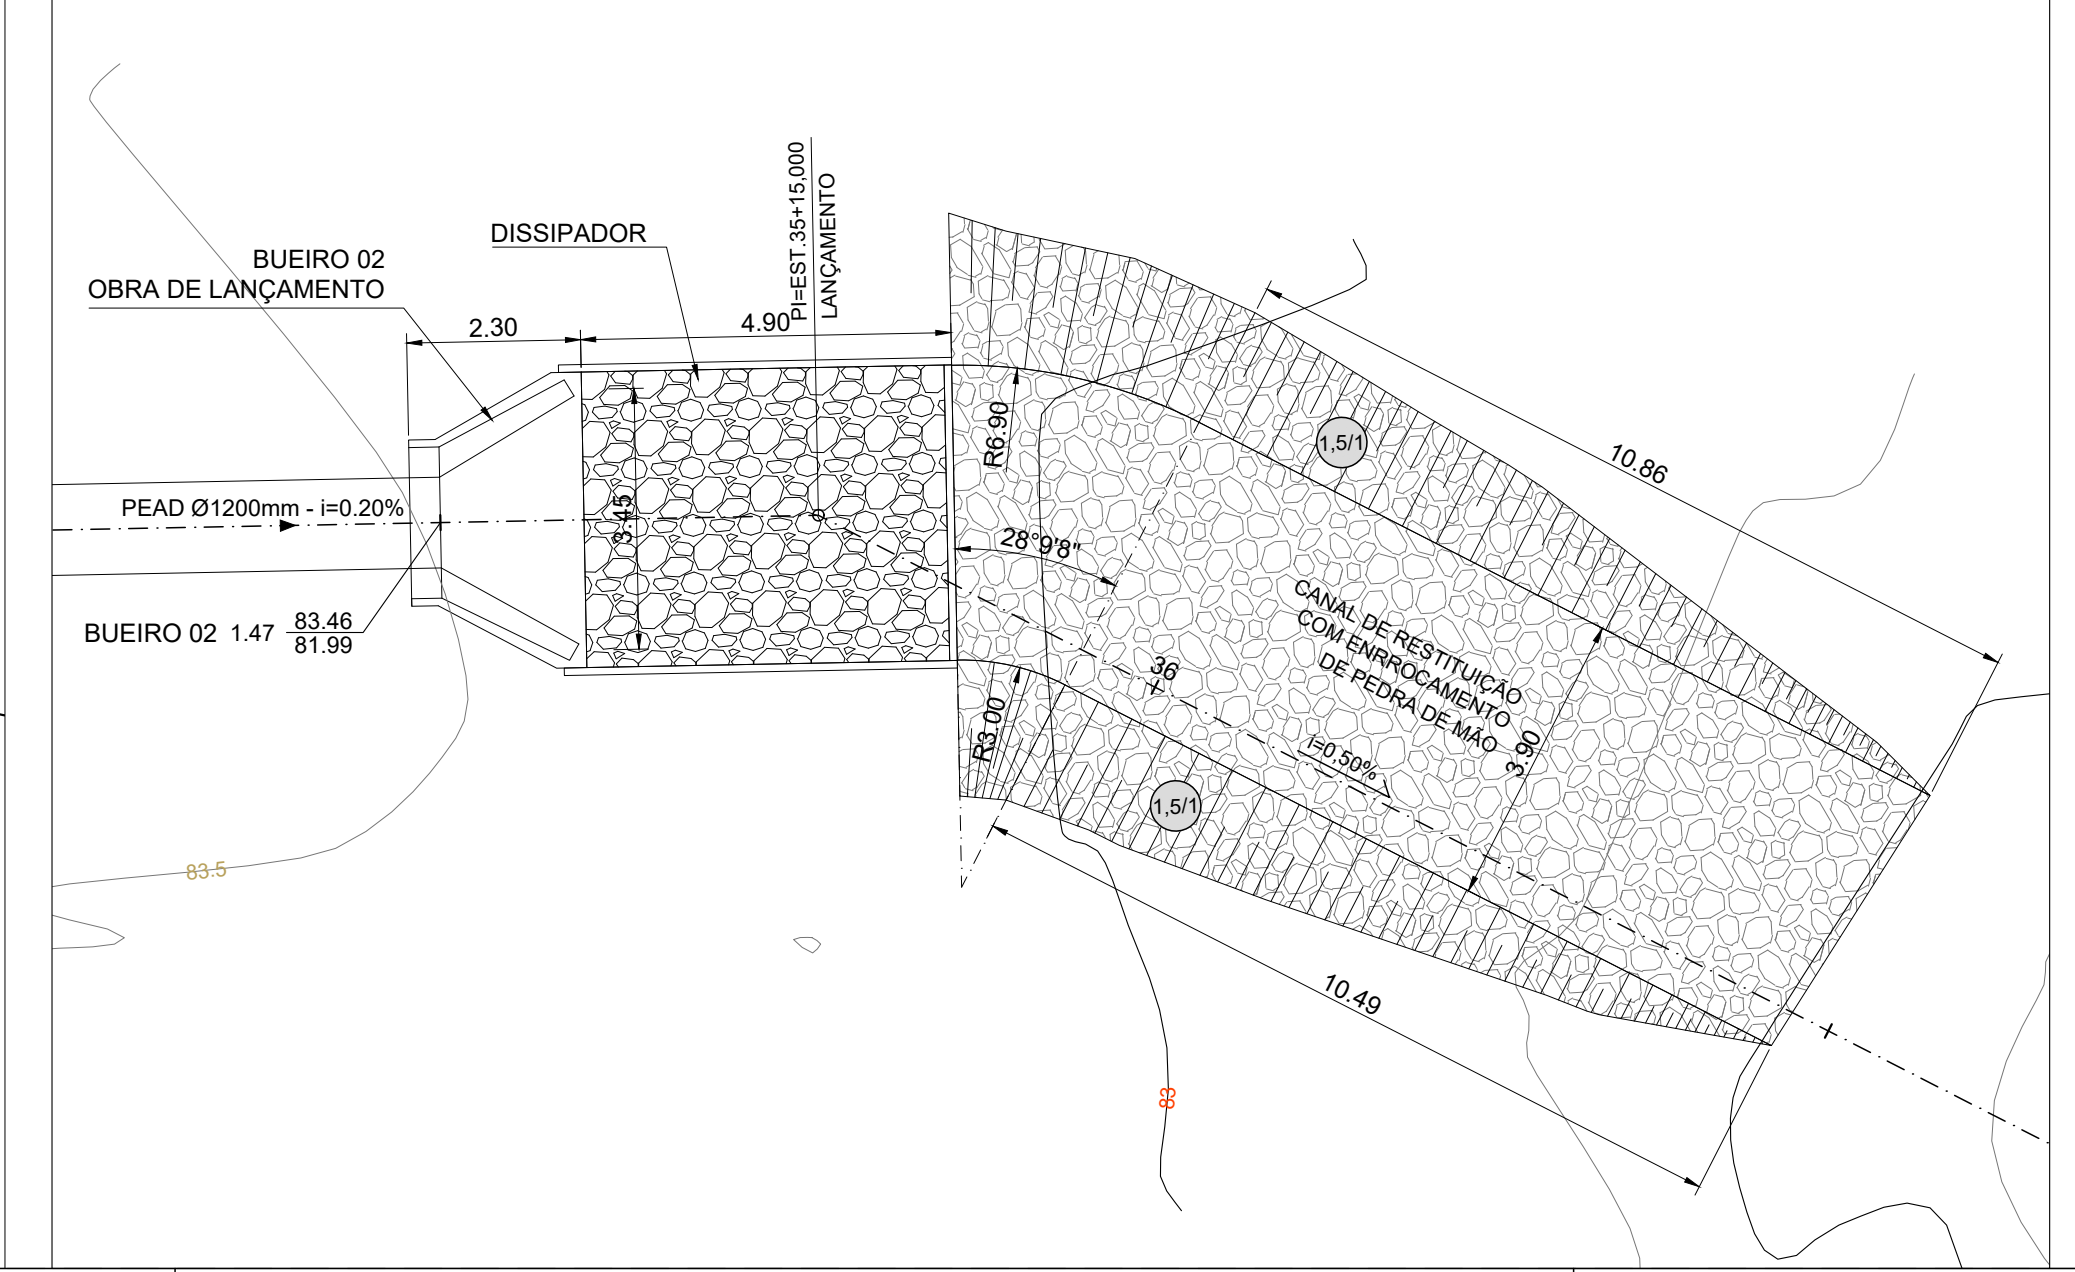 PI=EST.35+15,000
LANÇAMENTO
DISSIPADOR
BUEIRO 02
OBRA DE LANÇAMENTO
2.30
4.90
R6.90
1,5/1
10.86
PEAD Ø1200mm - i=0.20%
3.45
28°9'8"
CANAL DE RESTITUIÇÃO
COM ENRROCAMENTO
DE PEDRA DE MÃO
36
BUEIRO 02 1.47 83.46
81.99
R3.00
i=0,50%
3.90
1,5/1
83.5
10.49
83